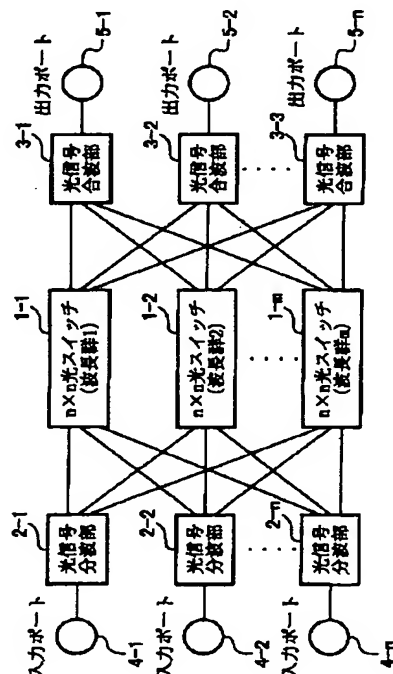 入力ポート
4-1
2-1
光信号
分波部
1-1
n×n光スイッチ
(波長群1)
3-1
光信号
合波部
出力ポート
5-1
入力ポート
4-2
2-2
光信号
分波部
1-2
n×n光スイッチ
(波長群2)
3-2
光信号
合波部
出力ポート
5-2
入力ポート
4-n
2-n
光信号
分波部
1-m
n×n光スイッチ
(波長群m)
3-3
光信号
合波部
出力ポート
5-n